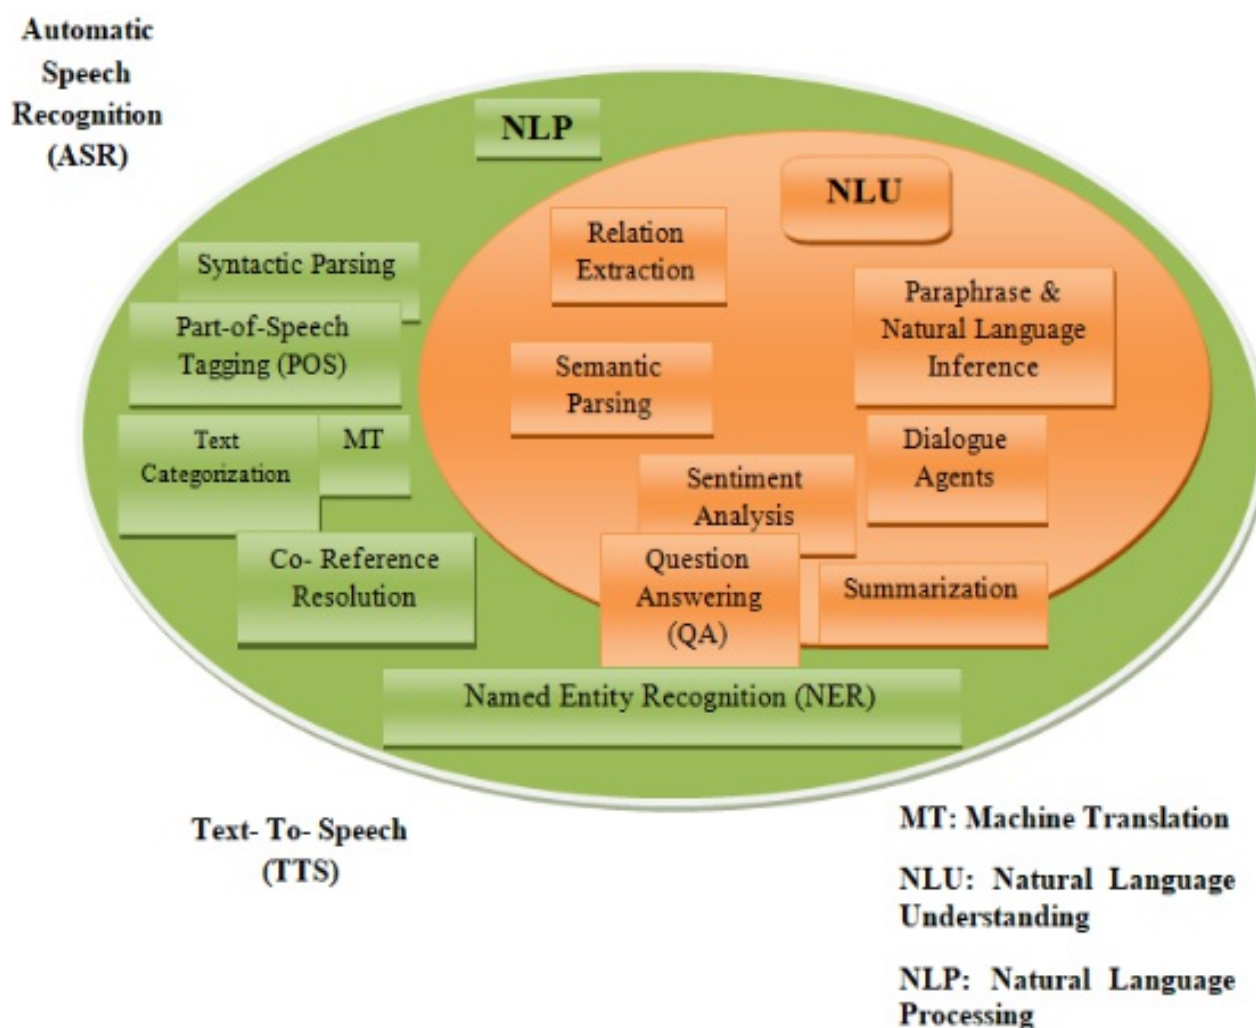 Automatic
Speech
Recognition
(ASR)
NLP
NLU
Relation
Extraction
Syntactic Parsing
Paraphrase &
Natural Language
Inference
Part-of-Speech
Tagging (POS)
Semantic
Parsing
Text
Categorization
MT
Dialogue
Agents
Sentiment
Analysis
Co- Reference
Resolution
Question
Answering
(QA)
Summarization
Named Entity Recognition (NER)
Text- To- Speech
(TTS)
MT: Machine Translation
NLU: Natural Language
Understanding
NLP: Natural Language
Processing